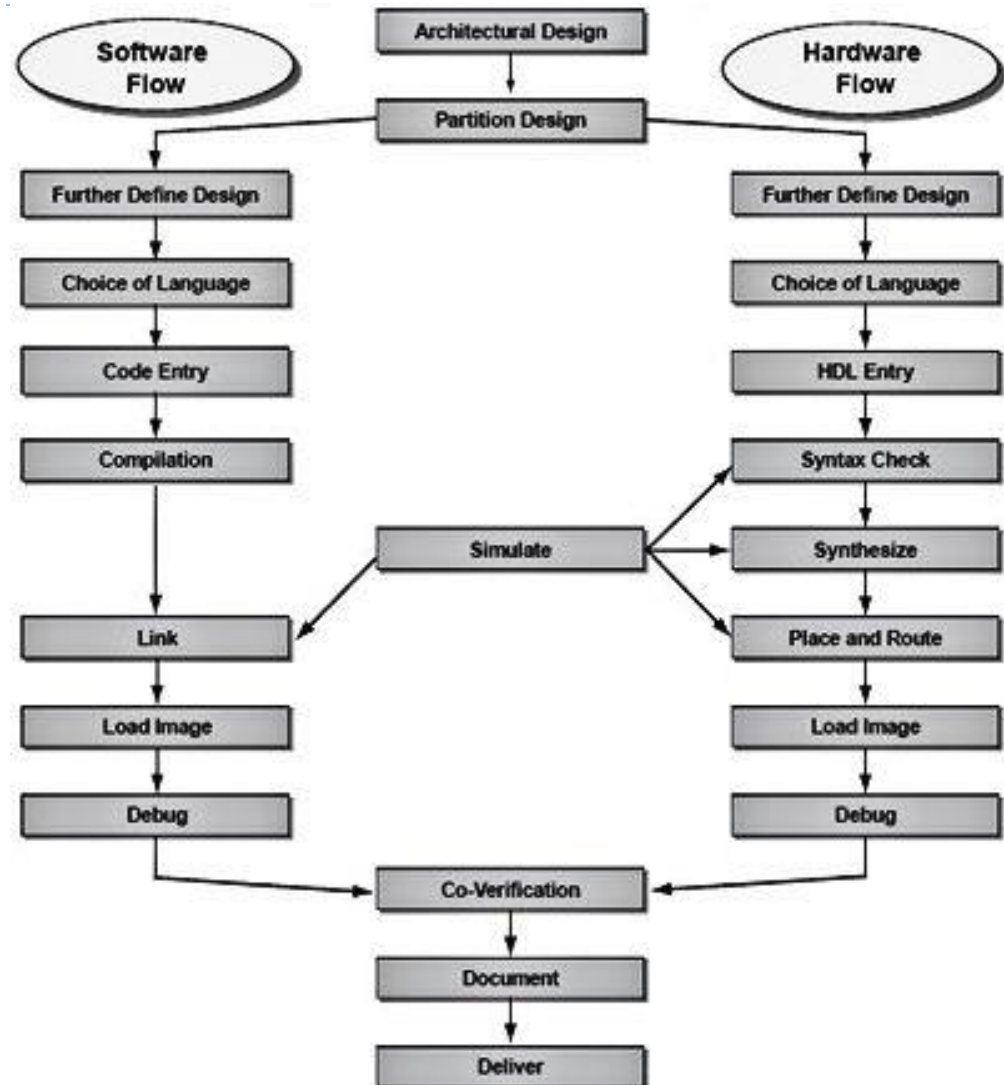 Software
Flow
Architectural Design
Hardware
Flow
Partition Design
Further Define Design
Further Define Design
Choice of Language
Choice of Language
Code Entry
HDL Entry
Compilation
Syntax Check
Simulate
Synthesize
Link
Place and Route
Load Image
Load Image
Debug
Debug
Co-Verification
Document
Deliver